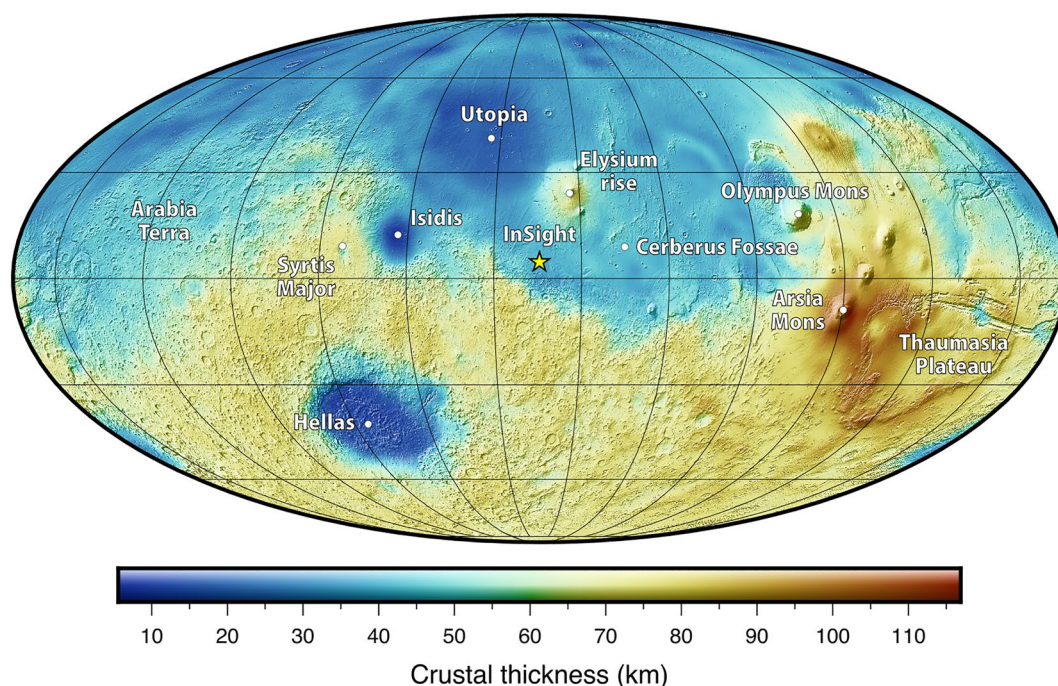 Utopia
Elysium
rise
Olympus Mons
Arabia
Terra
Isidis
InSight
Cerberus Fossae
Syrtis
Major
Arsia
Mons
Thaumasia
Plateau
Hellas
10 20 30 40 50 60 70 80 90 100 110
Crustal thickness (km)